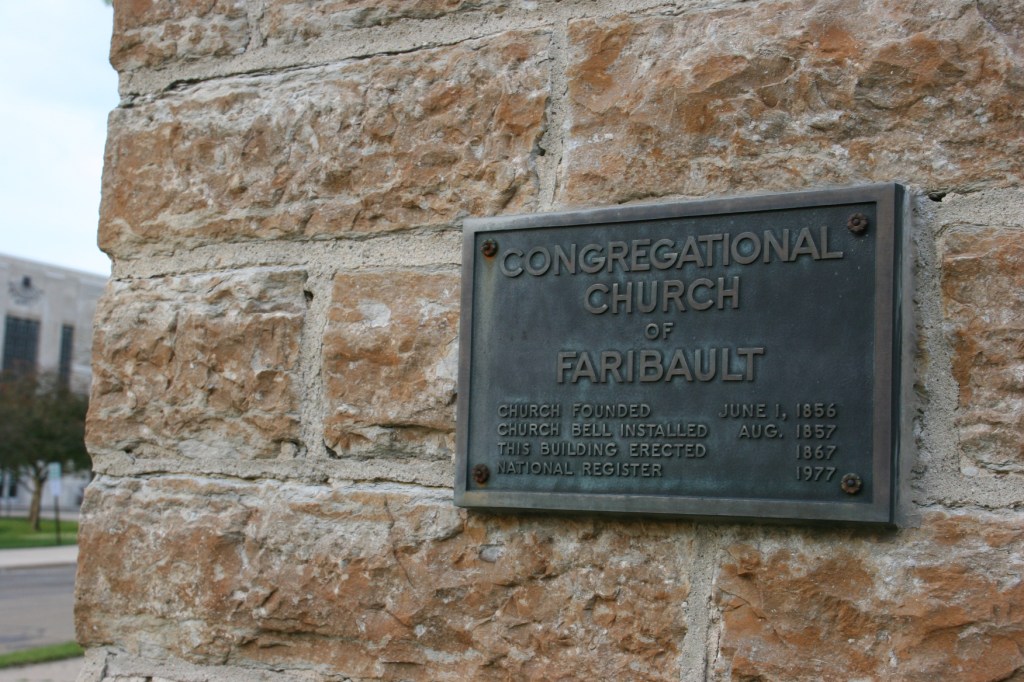 CONGREGATIONAL
CHURCH
OF
FARIBAULT
CHURCH FOUNDED JUNE 1, 1856
CHURCH BELL INSTALLED AUG. 1857
THIS BUILDING ERECTED 1867
NATIONAL REGISTER 1977